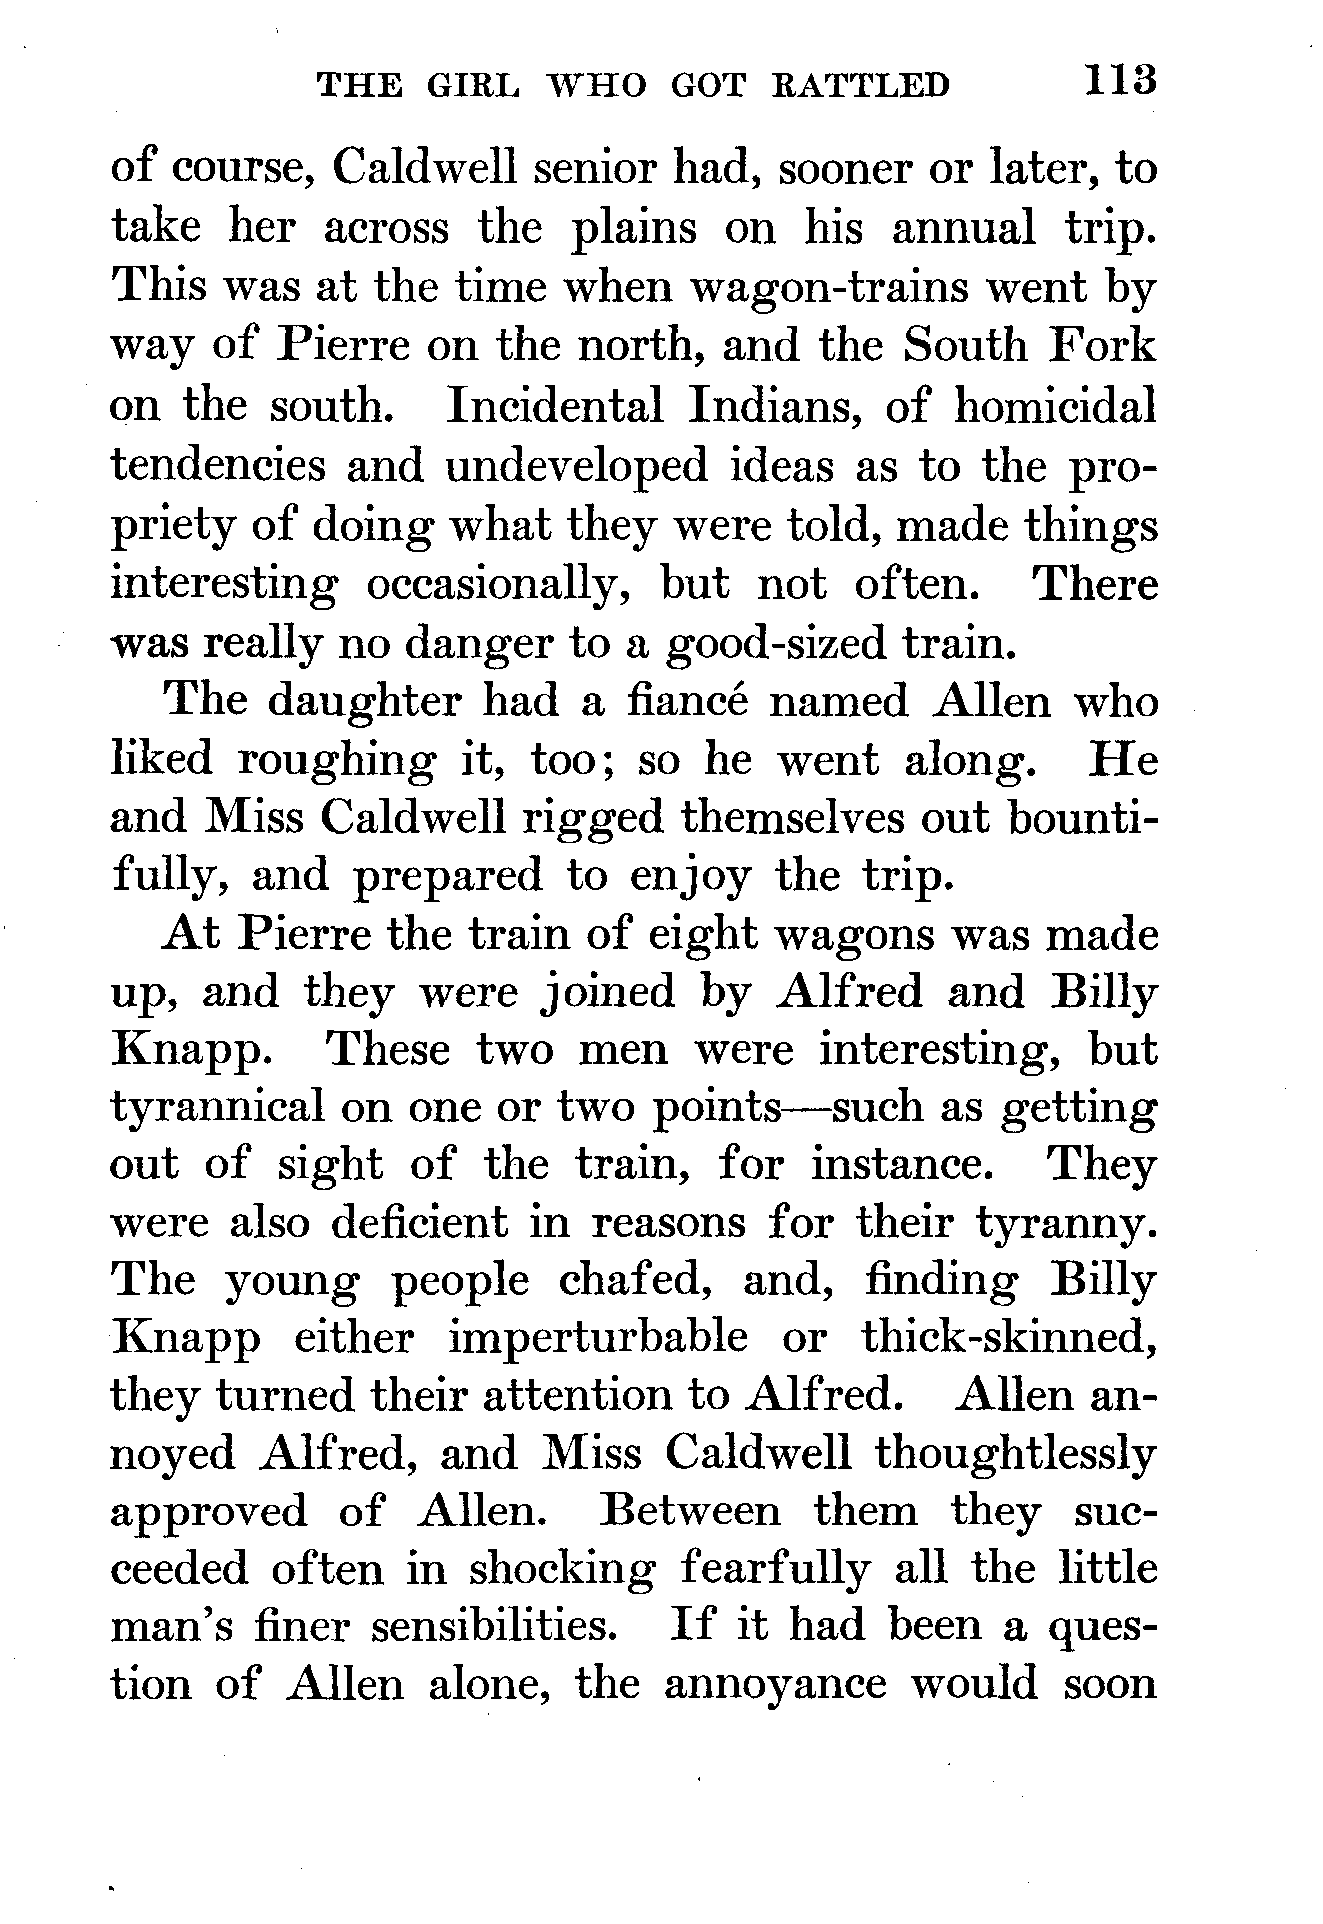 THE GIRL WHO GOT RATTLED 113
of course, Caldwell senior had, sooner or later, to
take her across the plains on his annual trip.
This was at the time when wagon-trains went by
way of Pierre on the north, and the South Fork
on the south. Incidental Indians, of homicidal
tendencies and undeveloped ideas as to the pro-
priety of doing what they were told, made things
interesting occasionally, but not often. There
was really no danger to a good-sized train.
The daughter had a fiancé named Allen who
liked roughing it, too; so he went along. He
and Miss Caldwell rigged themselves out bounti-
fully, and prepared to enjoy the trip.
At Pierre the train of eight wagons was made
up, and they were joined by Alfred and Billy
Knapp. These two men were interesting, but
tyrannical on one or two points—such as getting
out of sight of the train, for instance. They
were also deficient in reasons for their tyranny.
The young people chafed, and, finding Billy
Knapp either imperturbable or thick-skinned,
they turned their attention to Alfred. Allen an-
noyed Alfred, and Miss Caldwell thoughtlessly
approved of Allen. Between them they suc-
ceeded often in shocking fearfully all the little
man's finer sensibilities. If it had been a ques-
tion of Allen alone, the annoyance would soon